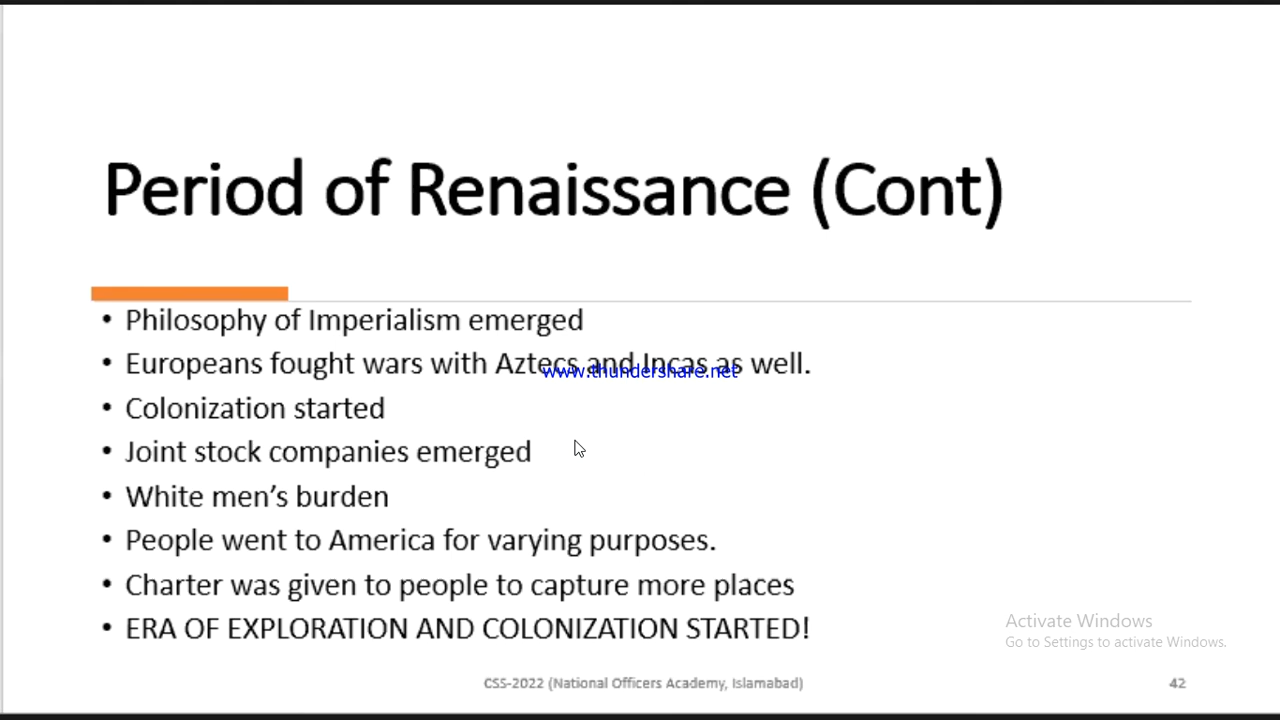 Period of Renaissance (Cont)
• Philosophy of Imperialism emerged
• Europeans fought wars with Aztecs and Incas as well.
www.thundershare.net
• Colonization started
• Joint stock companies emerged
• White men’s burden
• People went to America for varying purposes.
• Charter was given to people to capture more places
• ERA OF EXPLORATION AND COLONIZATION STARTED!
Activate Windows
Go to Settings to activate Windows.
CSS-2022 (National Officers Academy, Islamabad)
42